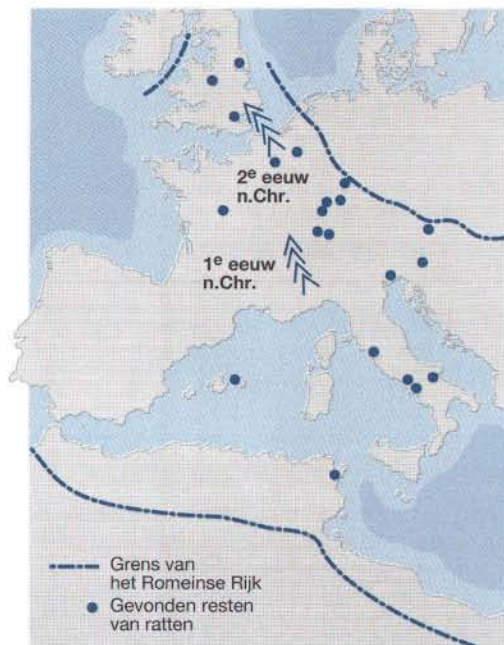 2e eeuw
n.Chr.
1e eeuw
n.Chr.
Grens van
het Romeinse Rijk
Gevonden resten
van ratten